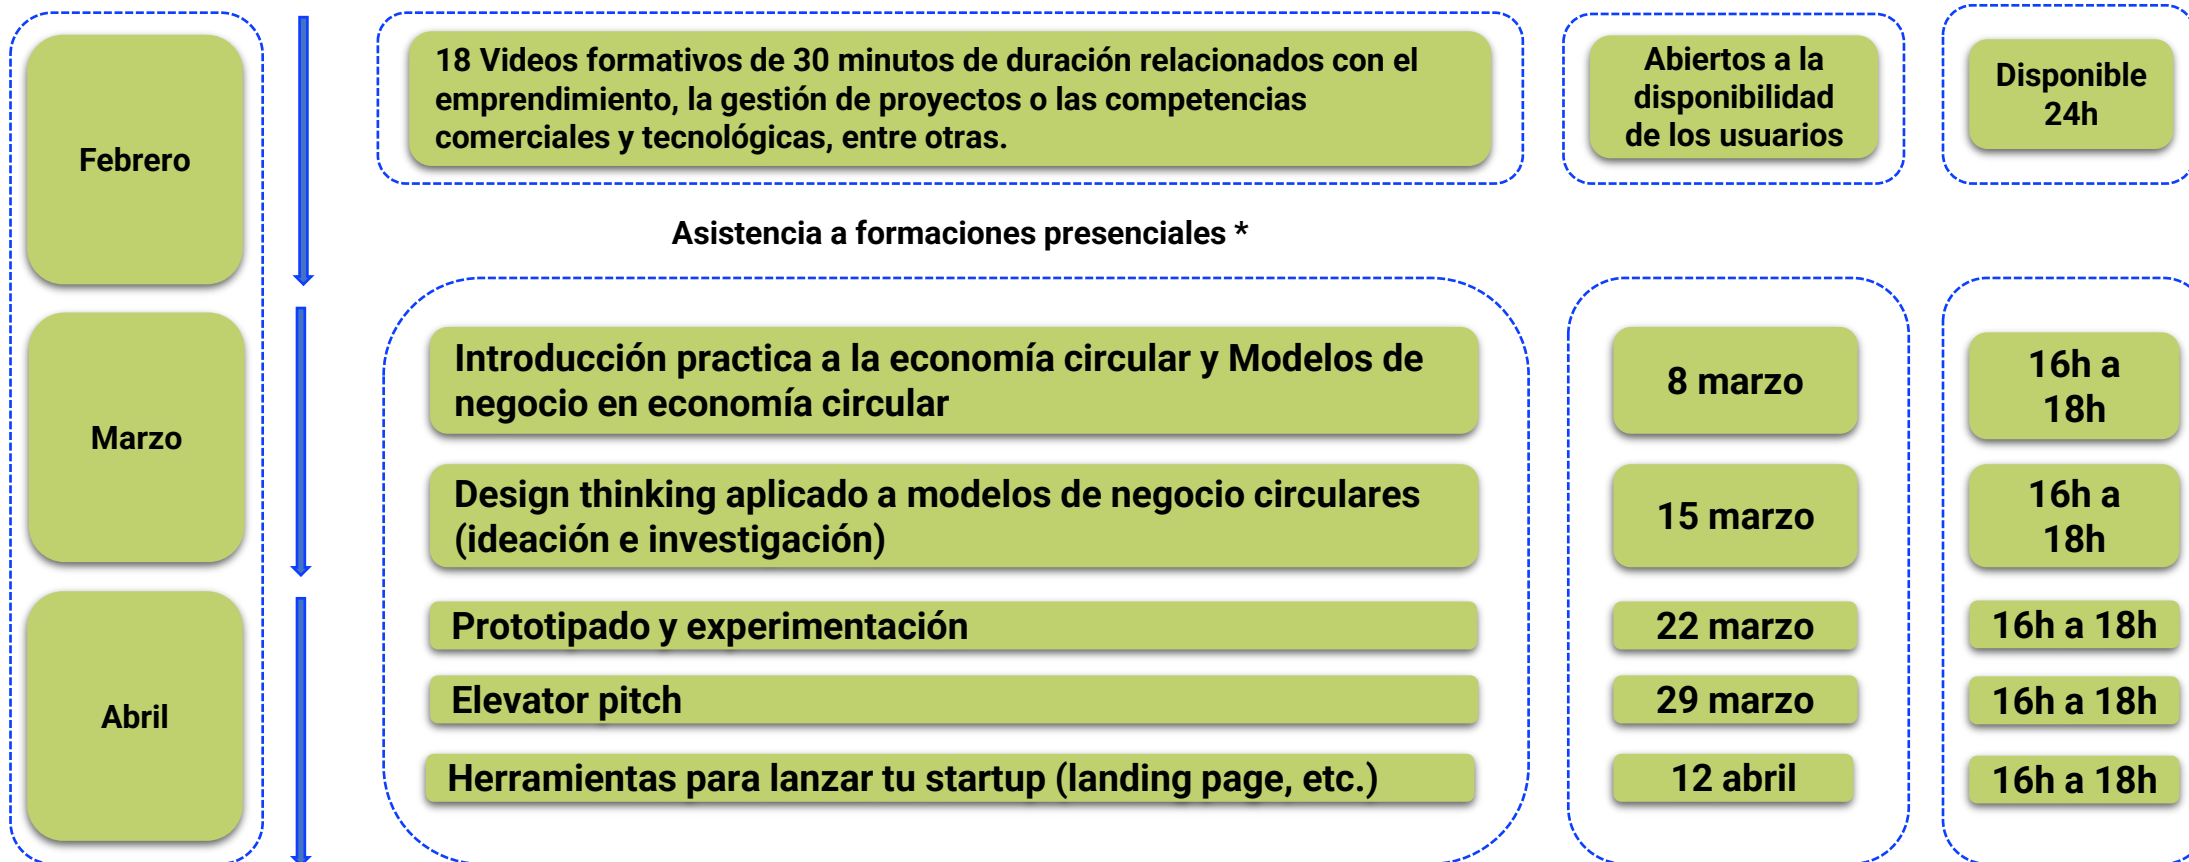 Febrero
18 Videos formativos de 30 minutos de duración relacionados con el
emprendimiento, la gestión de proyectos o las competencias
comerciales y tecnológicas, entre otras.
Abiertos a la
disponibilidad
de los usuarios
Disponible
24h
Asistencia a formaciones presenciales *
Marzo
Introducción practica a la economía circular y Modelos de
negocio en economía circular
8 marzo
16h a
18h
Design thinking aplicado a modelos de negocio circulares
(ideación e investigación)
15 marzo
16h a
18h
Abril
Prototipado y experimentación
22 marzo
16h a 18h
Elevator pitch
29 marzo
16h a 18h
Herramientas para lanzar tu startup (landing page, etc.)
12 abril
16h a 18h